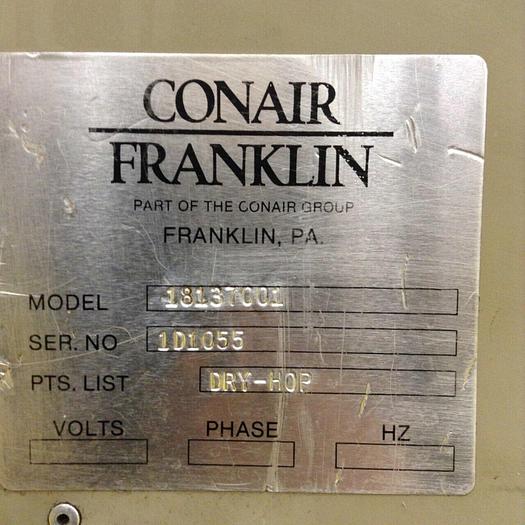 CONAIR
FRANKLIN
PART OF THE CONAIR GROUP
FRANKLIN, PA.
MODEL 18137001
SER. NO 1D1055
PTS. LIST DRY-HOP
VOLTS PHASE HZ